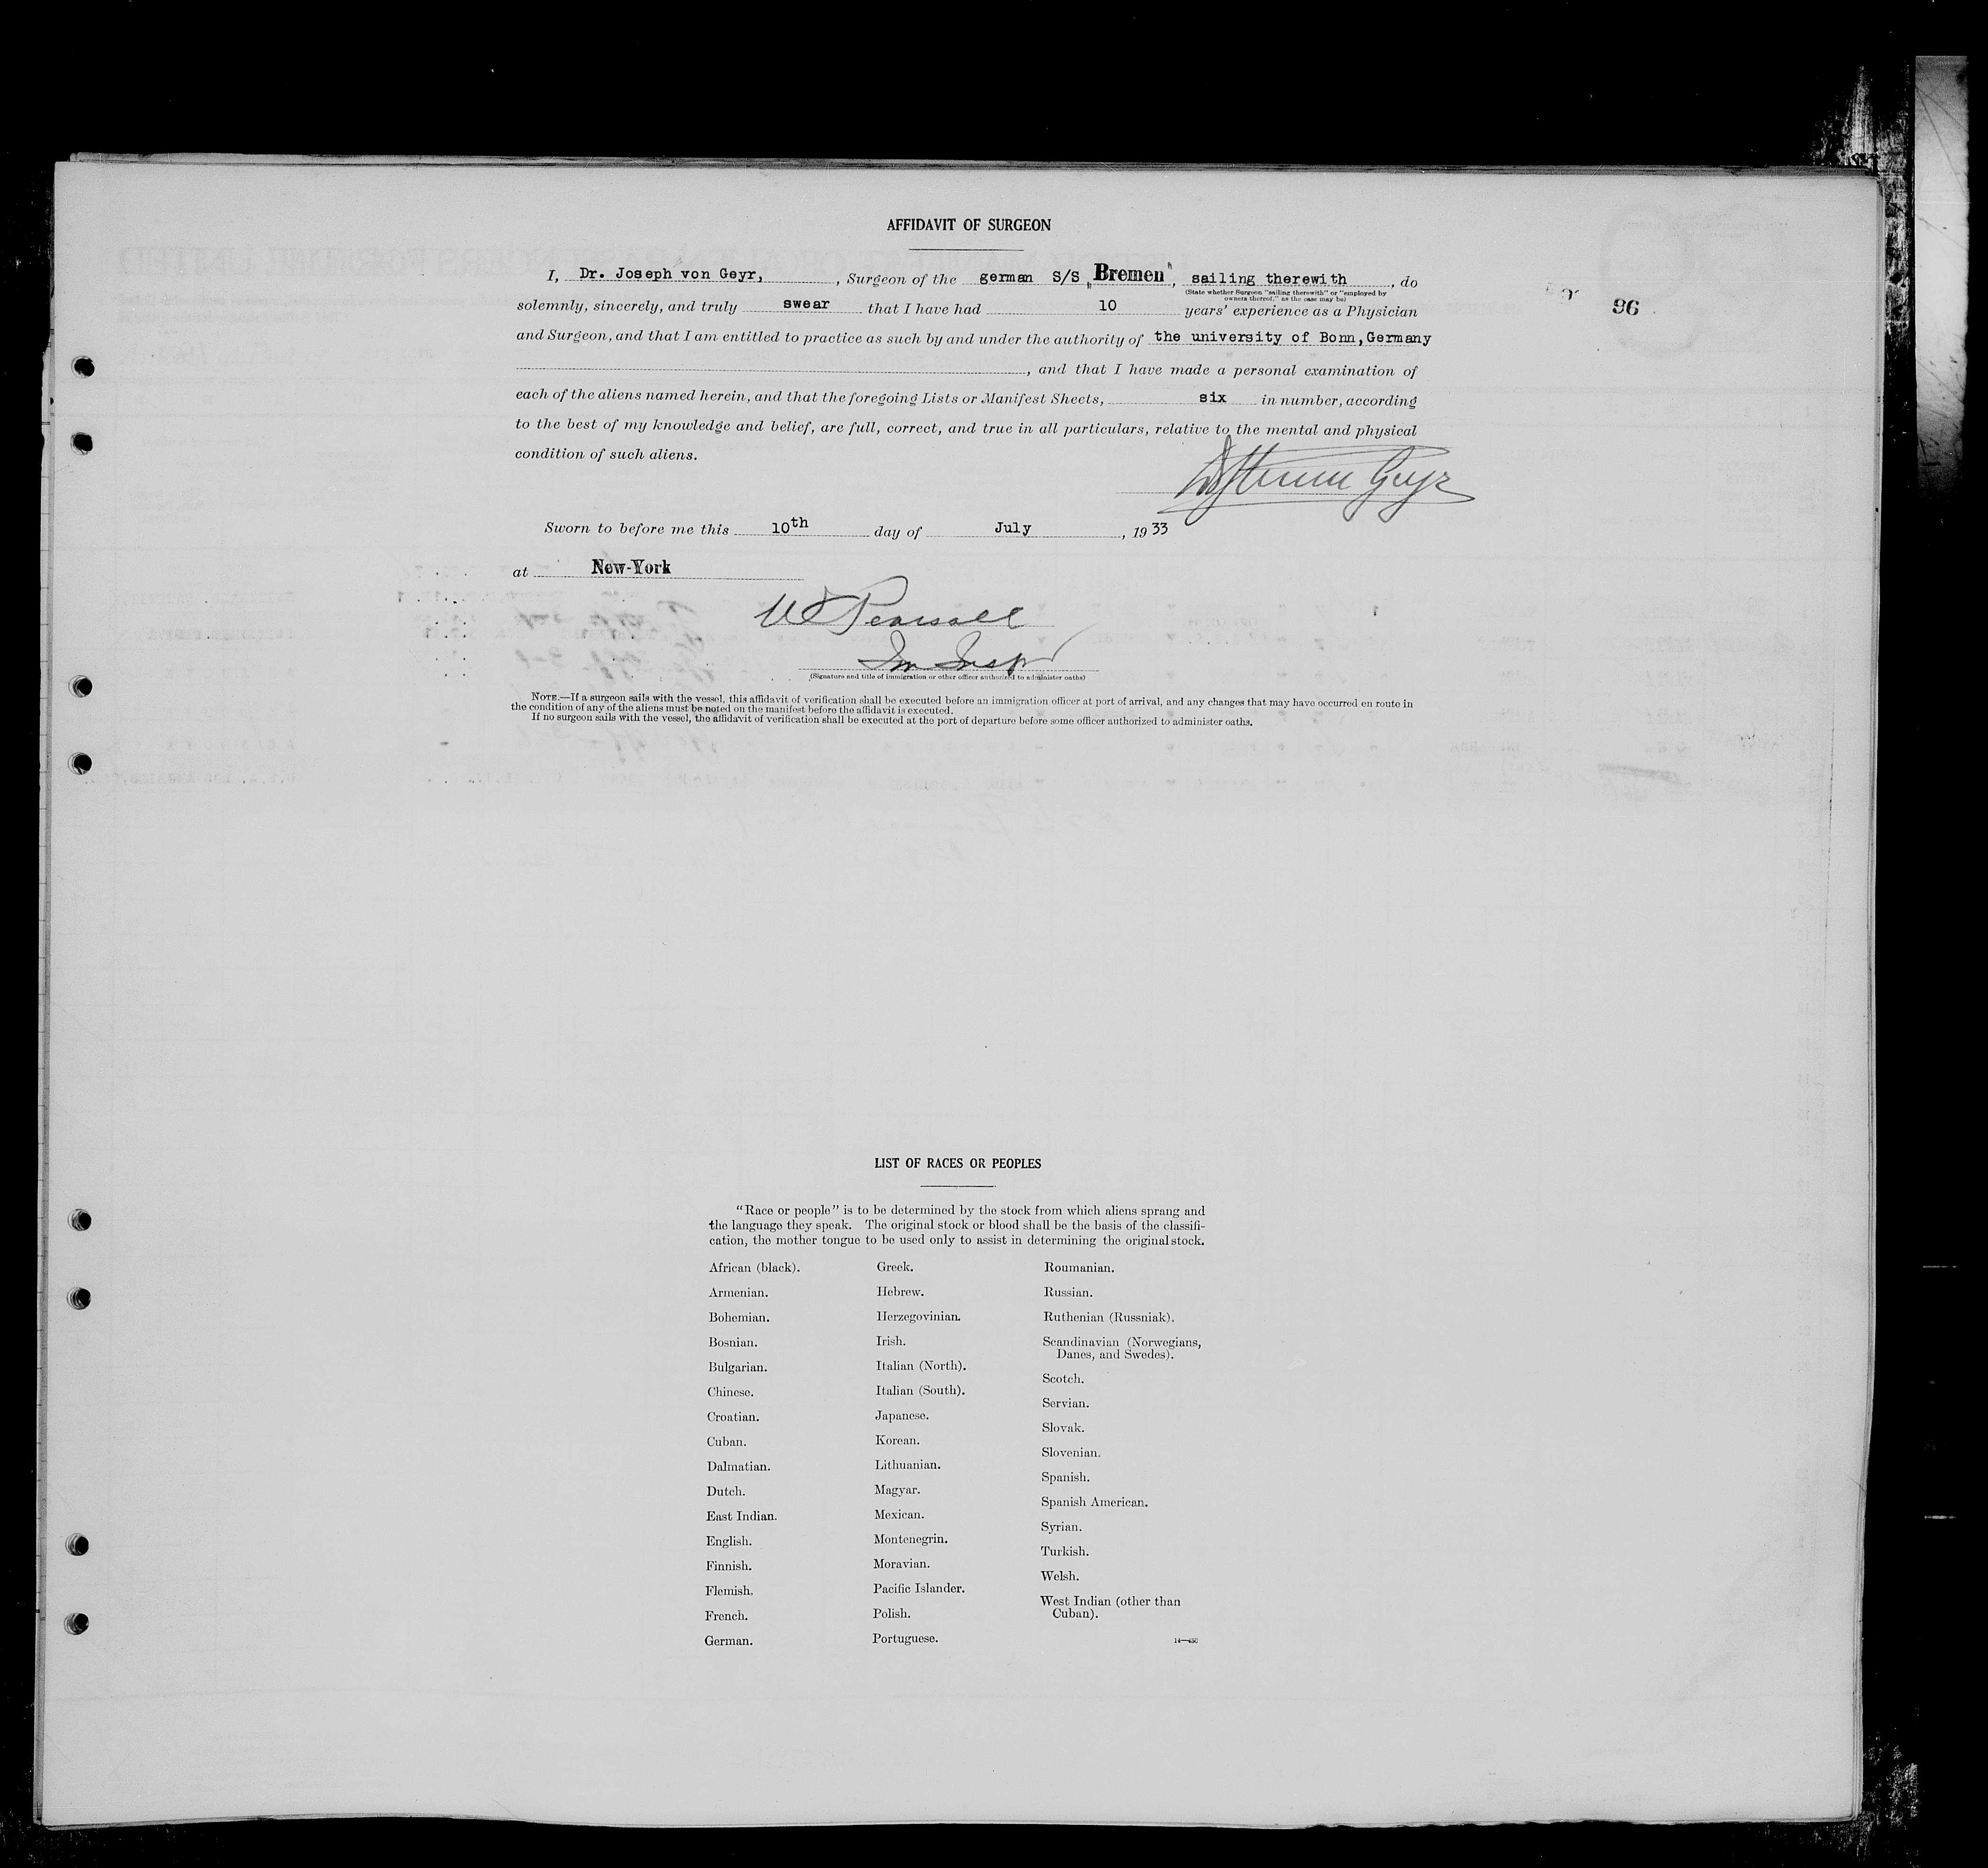 AFFIDAVIT OF SURGEON
I, Dr. Joseph von Geyr, , Surgeon of the german S/S „Bremen", sailing therewith , do
(State whether Surgeon "sailing therewith" or "employed by
owners thereof," as the case may be)
solemnly, sincerely, and truly swear that I have had 10 years' experience as a Physician
96
and Surgeon, and that I am entitled to practice as such by and under the authority of the university of Bonn,Germany
, and that I have made a personal examination of
each of the aliens named herein, and that the foregoing Lists or Manifest Sheets, six in number, according
to the best of my knowledge and belief, are full, correct, and true in all particulars, relative to the mental and physical
condition of such aliens.
Geyr
Sworn to before me this 10th day of July , 1933
at New-York
Pearsall
Im Insp
(Signature and title of immigration or other officer authorized to administer oaths)
NOTE.—If a surgeon sails with the vessel, this affidavit of verification shall be executed before an immigration officer at port of arrival, and any changes that may have occurred en route in
the condition of any of the aliens must be noted on the manifest before the affidavit is executed.
If no surgeon sails with the vessel, the affidavit of verification shall be executed at the port of departure before some officer authorized to administer oaths.
LIST OF RACES OR PEOPLES
"Race or people" is to be determined by the stock from which aliens sprang and
the language they speak. The original stock or blood shall be the basis of the classifi-
cation, the mother tongue to be used only to assist in determining the original stock.
African (black).
Armenian.
Bohemian.
Bosnian.
Bulgarian.
Chinese.
Croatian.
Cuban.
Dalmatian.
Dutch.
East Indian.
English.
Finnish.
Flemish.
French.
German.
Greek.
Hebrew.
Herzegovinian.
Irish.
Italian (North).
Italian (South).
Japanese.
Korean.
Lithuanian.
Magyar.
Mexican.
Montenegrin.
Moravian.
Pacific Islander.
Polish.
Portuguese.
Roumanian.
Russian.
Ruthenian (Russniak).
Scandinavian (Norwegians,
Danes, and Swedes).
Scotch.
Servian.
Slovak.
Slovenian.
Spanish.
Spanish American.
Syrian.
Turkish.
Welsh.
West Indian (other than
Cuban).